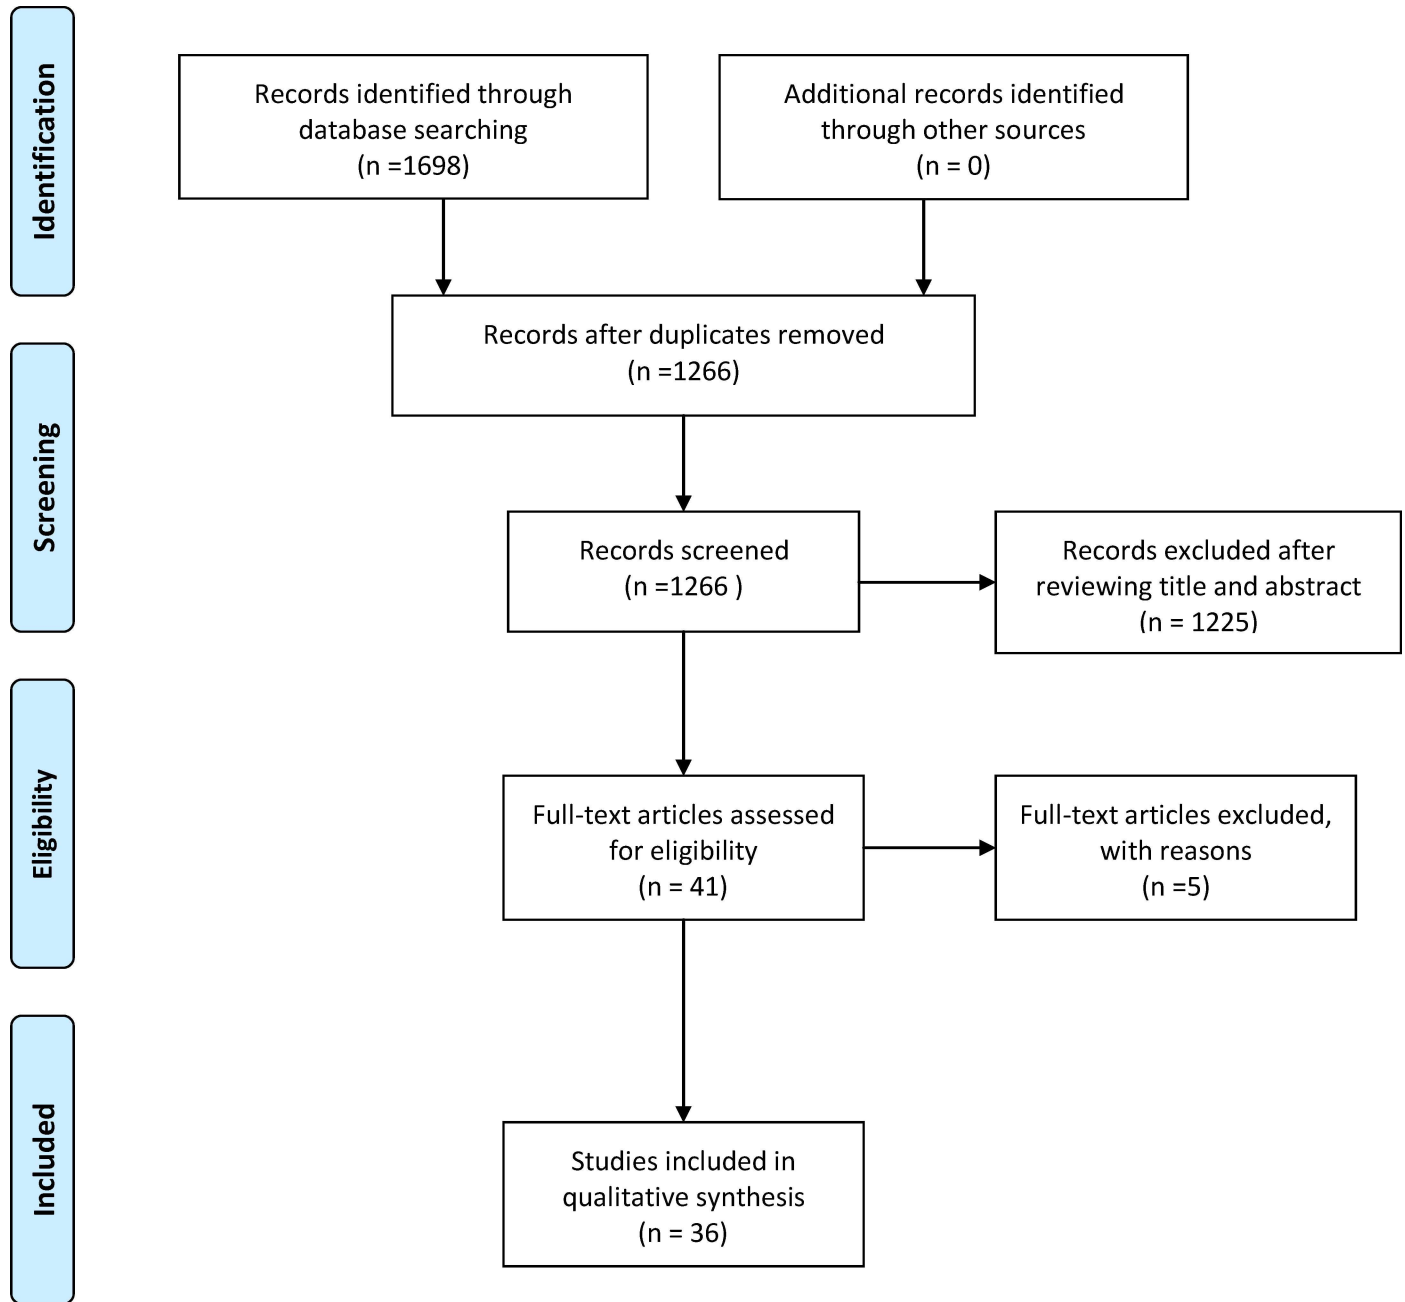 Identification
Records identified through
database searching
(n =1698)
Additional records identified
through other sources
(n = 0)
Records after duplicates removed
(n =1266)
Screening
Records screened
(n =1266 )
Records excluded after
reviewing title and abstract
(n = 1225)
Eligibility
Full-text articles assessed
for eligibility
(n = 41)
Full-text articles excluded,
with reasons
(n =5)
Included
Studies included in
qualitative synthesis
(n = 36)